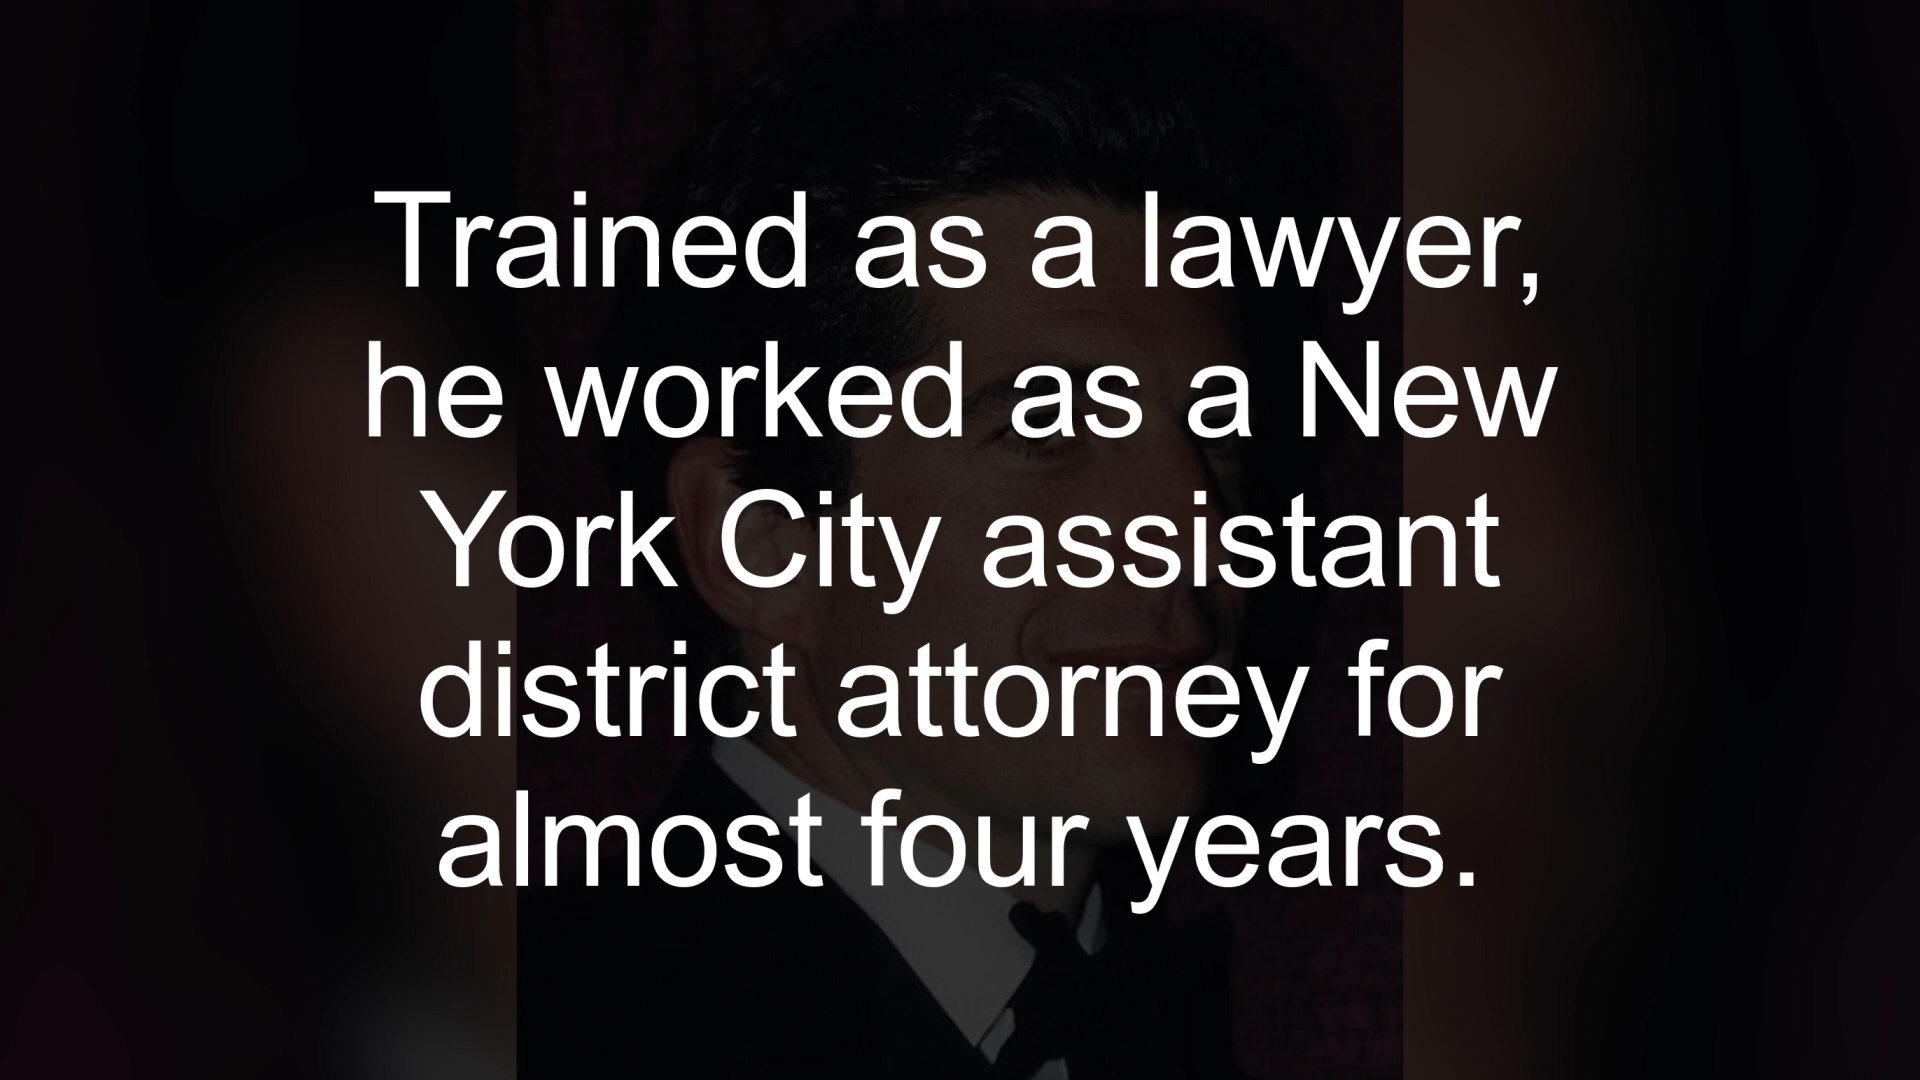 Trained as a lawyer,
he worked as a New
York City assistant
district attorney for
almost four years.